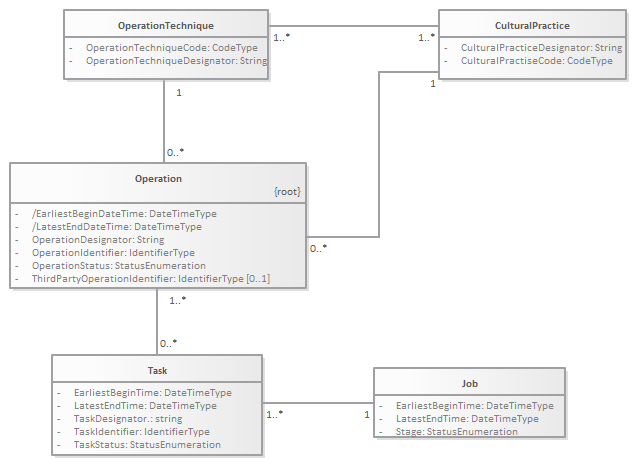 OperationTechnique
- OperationTechniqueCode: CodeType
- OperationTechniqueDesignator: String
1..*
1..*
CulturalPractice
- CulturalPracticeDesignator: String
- CulturalPractiseCode: CodeType
1
1
0..*
Operation
{root}
- /EarliestBeginDateTime: DateTimeType
- /LatestEndDateTime: DateTimeType
- OperationDesignator: String
- OperationIdentifier: IdentifierType
- OperationStatus: StatusEnumeration
- ThirdPartyOperationIdentifier: IdentifierType [0..1]
0..*
1..*
0..*
Task
- EarliestBeginTime: DateTimeType
- LatestEndTime: DateTimeType
- TaskDesignator.: string
- TaskIdentifier: IdentifierType
- TaskStatus: StatusEnumeration
1..*
1
Job
- EarliestBeginTime: DateTimeType
- LatestEndTime: DateTimeType
- Stage: StatusEnumeration